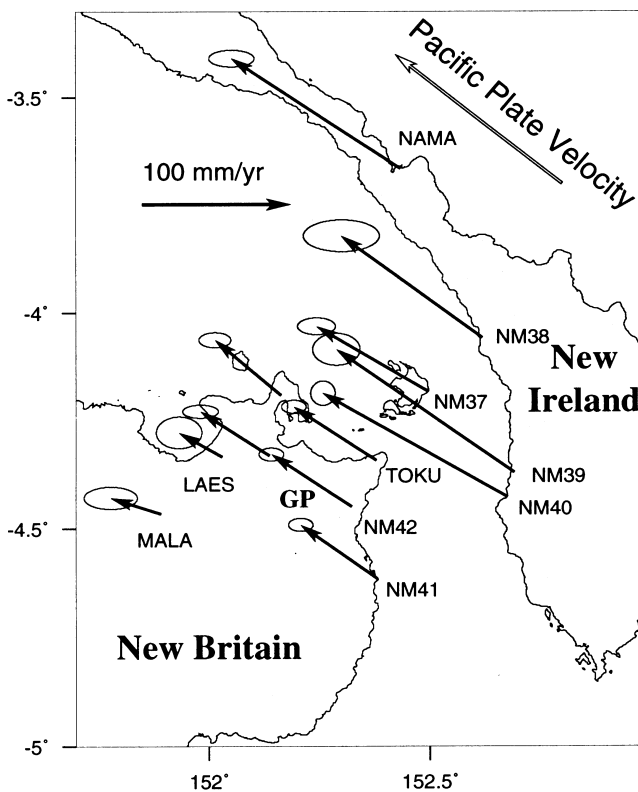 Pacific Plate Velocity
-3.5°
NAMA
100 mm/yr
-4°
NM38
New
Ireland
NM37
TOKU
NM39
LAES
GP
NM40
NM42
-4.5°
MALA
NM41
New Britain
-5°
152°
152.5°